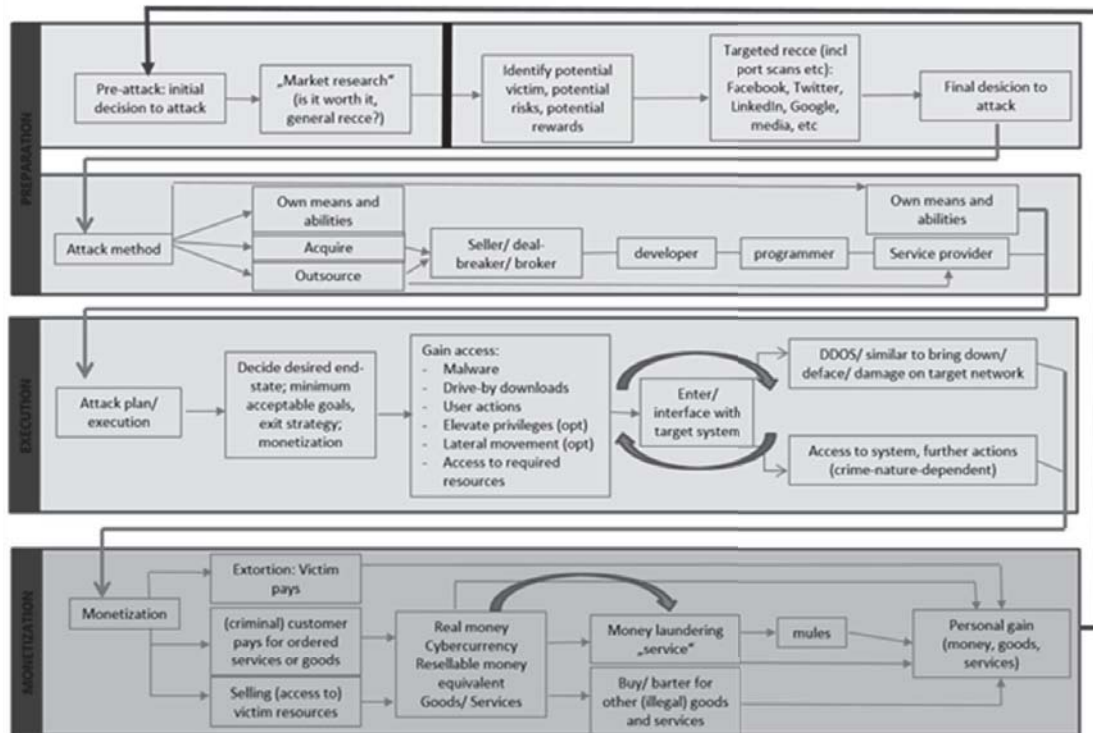 PREPARATION
Pre-attack: initial
decision to attack
„Market research“
(is it worth it,
general recce?)
Identify potential
victim, potential
risks, potential
rewards
Targeted recce (incl
port scans etc):
Facebook, Twitter,
LinkedIn, Google,
media, etc
Final desicion to
attack
Attack method
Own means and
abilities
Acquire
Outsource
Seller/ deal-
breaker/ broker
developer
programmer
Own means and
abilities
Service provider
EXECUTION
Attack plan/
execution
Decide desired end-
state; minimum
acceptable goals,
exit strategy;
monetization
Gain access:
- Malware
- Drive-by downloads
- User actions
- Elevate privileges (opt)
- Lateral movement (opt)
- Access to required
resources
Enter/
interface with
target system
DDOS/ similar to bring down/
deface/ damage on target network
Access to system, further actions
(crime-nature-dependent)
MONETIZATION
Monetization
Extortion: Victim
pays
(criminal) customer
pays for ordered
services or goods
Selling (access to)
victim resources
Real money
Cybercurrency
Resellable money
equivalent
Goods/ Services
Money laundering
„service“
mules
Buy/ barter for
other (illegal) goods
and services
Personal gain
(money, goods,
services)